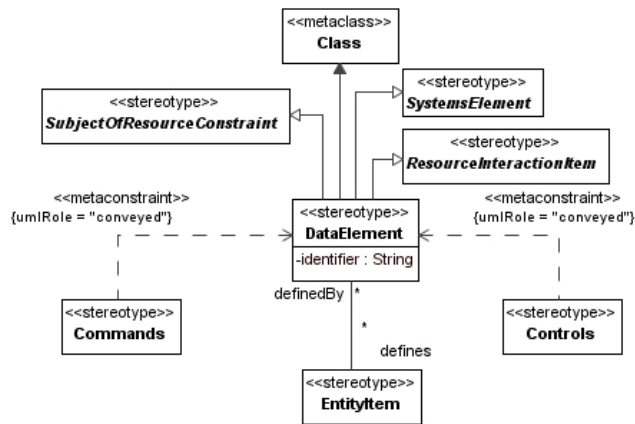 <<metaclass>>
Class
<<stereotype>>
SystemsElement
<<stereotype>>
SubjectOfResourceConstraint
<<stereotype>>
ResourceInteractionItem
<<metaconstraint>>
{umlRole = "conveyed"}
<<metaconstraint>>
{umlRole = "conveyed"}
<<stereotype>>
DataElement
-identifier : String
definedBy *
<<stereotype>>
Commands
<<stereotype>>
Controls
*
defines
<<stereotype>>
EntityItem